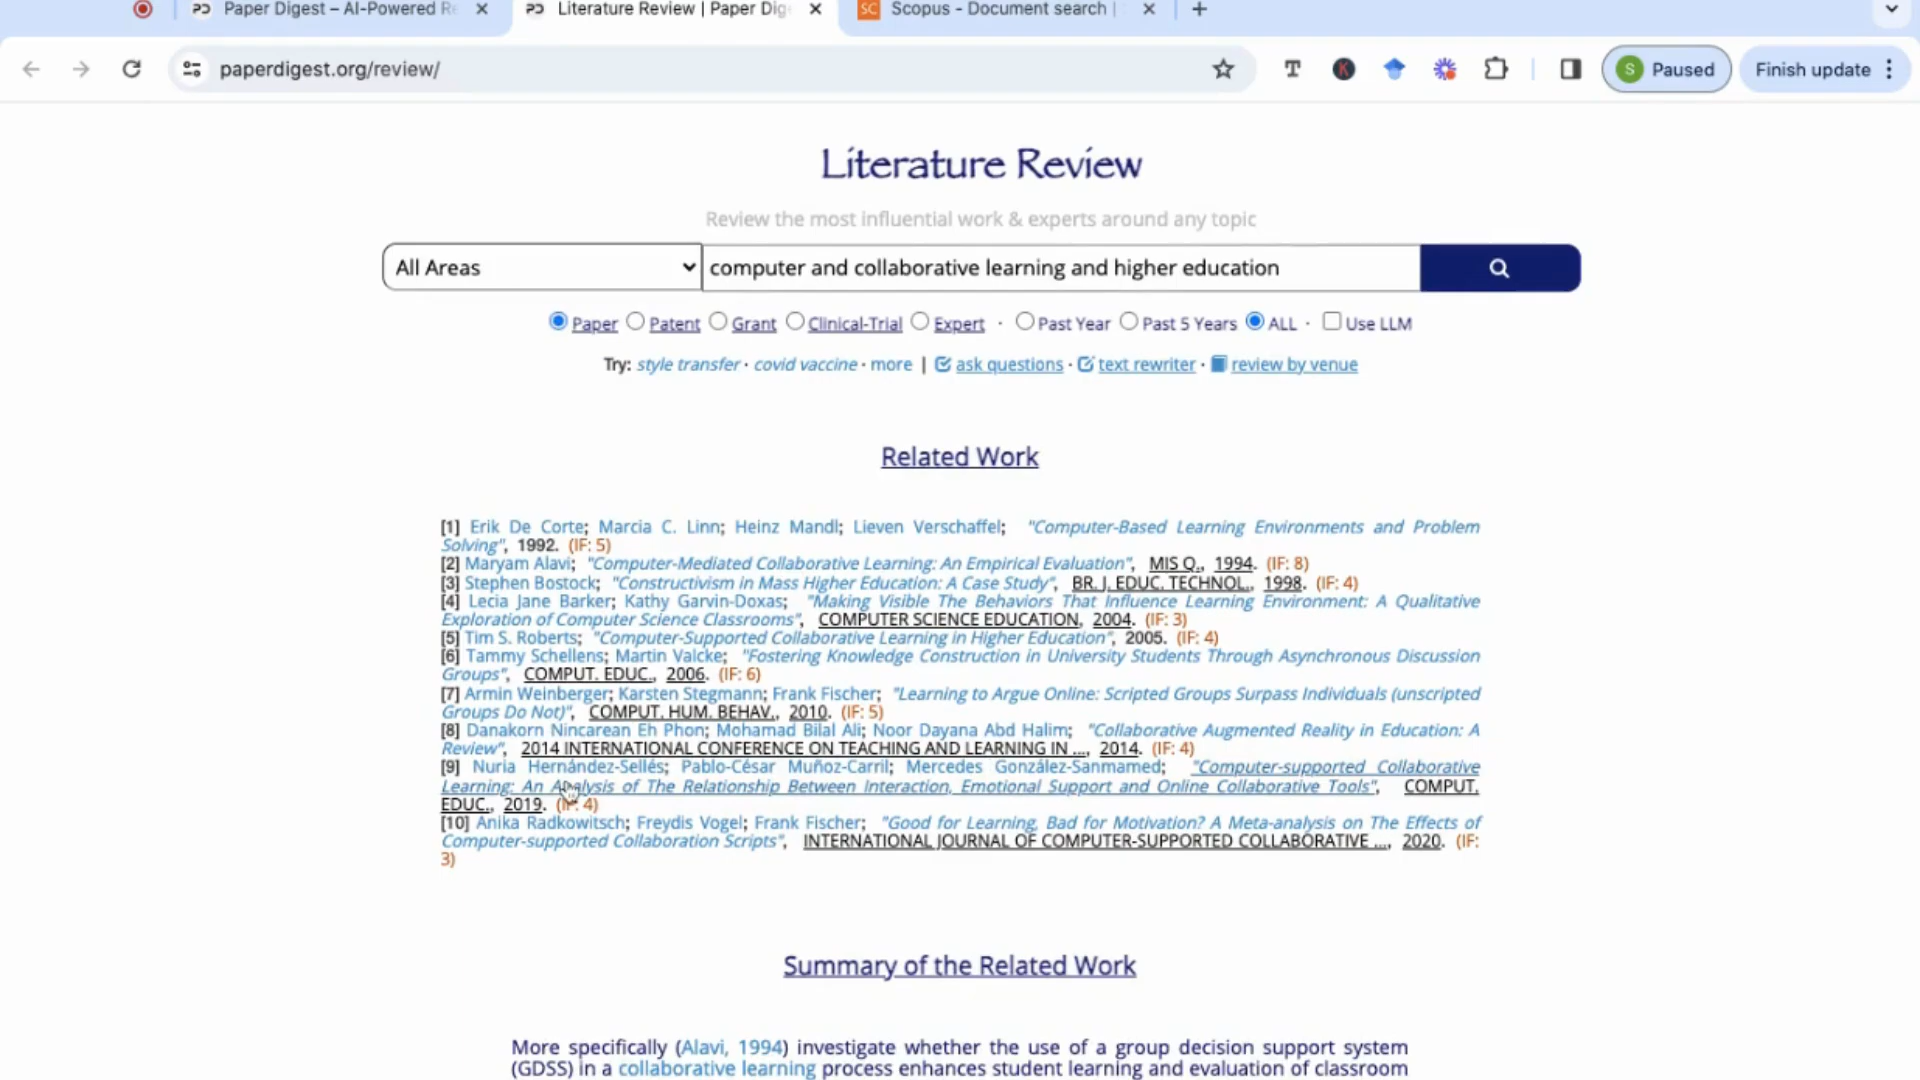 Paper Digest – AI-Powered Re
Literature Review | Paper Dig
SC Scopus - Document search |
paperdigest.org/review/
T
K
S Paused
Finish update
Literature Review
Review the most influential work & experts around any topic
All Areas
computer and collaborative learning and higher education
Paper Patent Grant Clinical-Trial Expert · Past Year Past 5 Years ALL · Use LLM
Try: style transfer · covid vaccine · more | ask questions · text rewriter · review by venue
Related Work
[1] Erik De Corte; Marcia C. Linn; Heinz Mandl; Lieven Verschaffel; "Computer-Based Learning Environments and Problem
Solving", 1992. (IF: 5)
[2] Maryam Alavi; "Computer-Mediated Collaborative Learning: An Empirical Evaluation", MIS Q., 1994. (IF: 8)
[3] Stephen Bostock; "Constructivism in Mass Higher Education: A Case Study", BR. J. EDUC. TECHNOL., 1998. (IF: 4)
[4] Lecia Jane Barker; Kathy Garvin-Doxas; "Making Visible The Behaviors That Influence Learning Environment: A Qualitative
Exploration of Computer Science Classrooms", COMPUTER SCIENCE EDUCATION, 2004. (IF: 3)
[5] Tim S. Roberts; "Computer-Supported Collaborative Learning in Higher Education", 2005. (IF: 4)
[6] Tammy Schellens; Martin Valcke; "Fostering Knowledge Construction in University Students Through Asynchronous Discussion
Groups", COMPUT. EDUC., 2006. (IF: 6)
[7] Armin Weinberger; Karsten Stegmann; Frank Fischer; "Learning to Argue Online: Scripted Groups Surpass Individuals (unscripted
Groups Do Not)", COMPUT. HUM. BEHAV., 2010. (IF: 5)
[8] Danakorn Nincarean Eh Phon; Mohamad Bilal Ali; Noor Dayana Abd Halim; "Collaborative Augmented Reality in Education: A
Review", 2014 INTERNATIONAL CONFERENCE ON TEACHING AND LEARNING IN ..., 2014. (IF: 4)
[9] Nuria Hernández-Sellés; Pablo-César Muñoz-Carril; Mercedes González-Sanmamed; "Computer-supported Collaborative
Learning: An Analysis of The Relationship Between Interaction, Emotional Support and Online Collaborative Tools", COMPUT.
EDUC., 2019. (IF: 4)
[10] Anika Radkowitsch; Freydis Vogel; Frank Fischer; "Good for Learning, Bad for Motivation? A Meta-analysis on The Effects of
Computer-supported Collaboration Scripts", INTERNATIONAL JOURNAL OF COMPUTER-SUPPORTED COLLABORATIVE ..., 2020. (IF:
3)
Summary of the Related Work
More specifically (Alavi, 1994) investigate whether the use of a group decision support system
(GDSS) in a collaborative learning process enhances student learning and evaluation of classroom